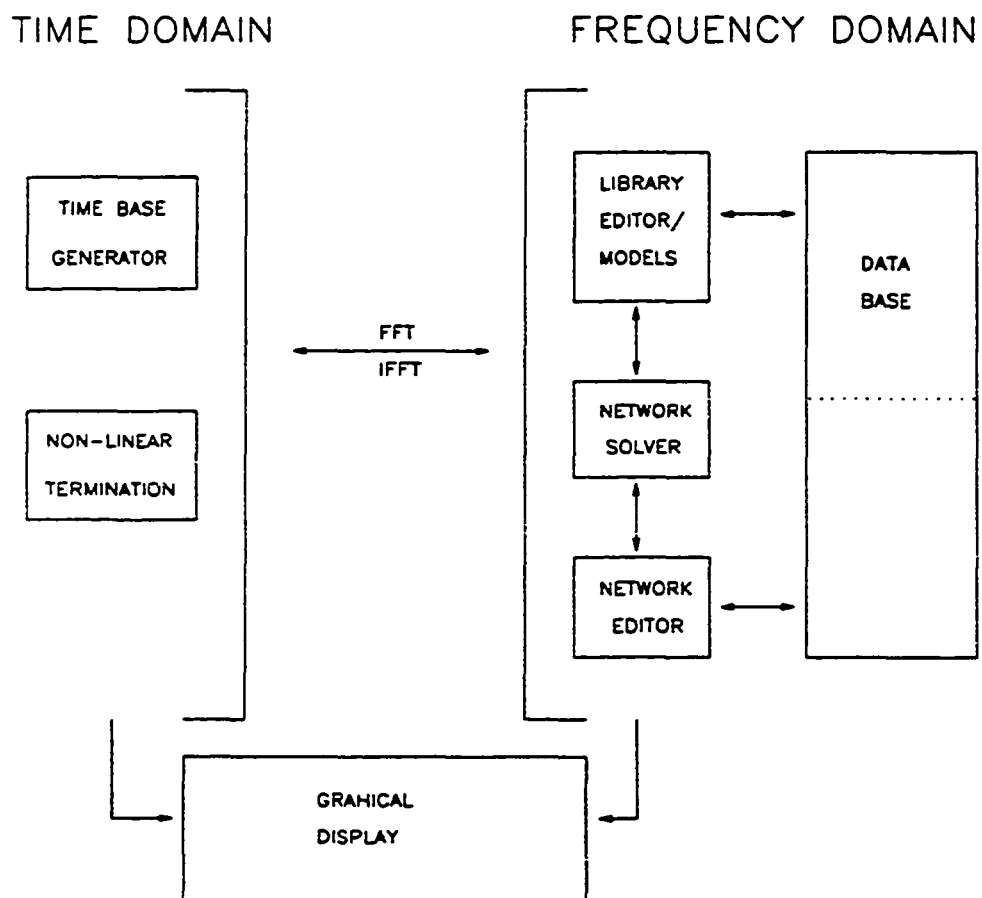 TIME DOMAIN
FREQUENCY DOMAIN
TIME BASE
GENERATOR
NON-LINEAR
TERMINATION
FFT
IFFT
LIBRARY
EDITOR/
MODELS
NETWORK
SOLVER
NETWORK
EDITOR
DATA
BASE
GRAHICAL
DISPLAY